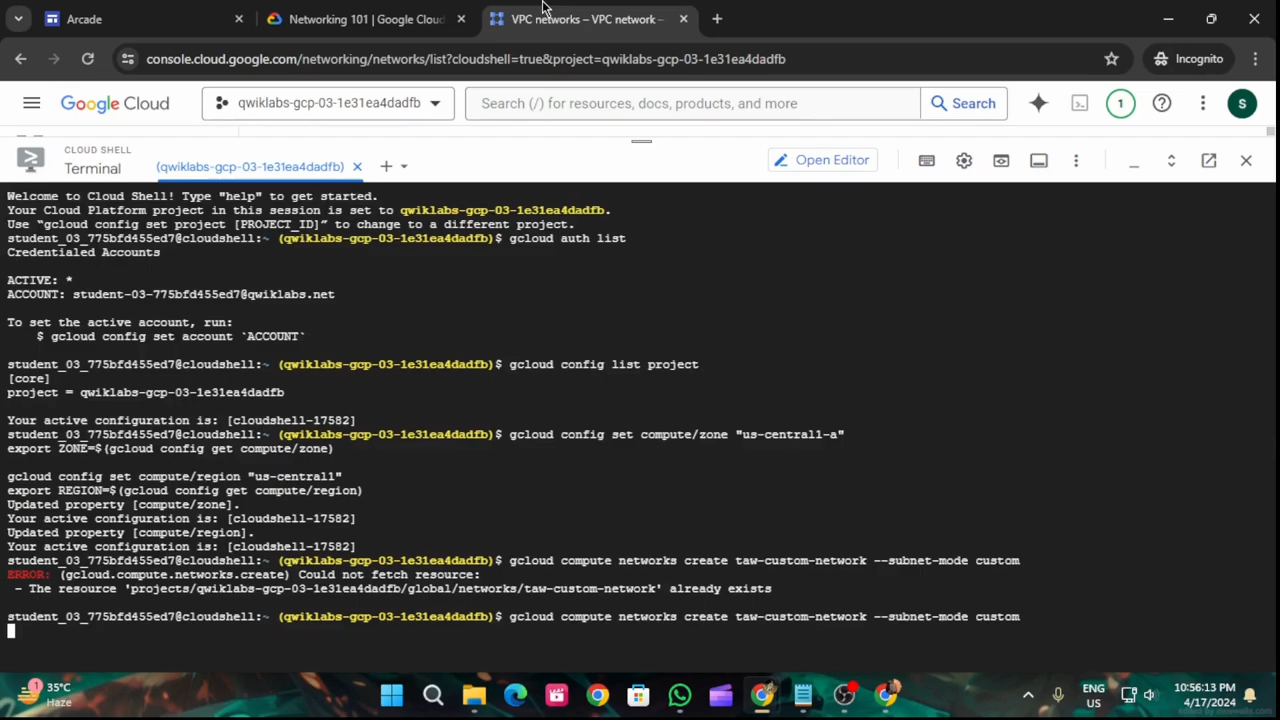 Arcade
Networking 101 | Google Cloud
VPC networks – VPC network –
console.cloud.google.com/networking/networks/list?cloudshell=true&project=qwiklabs-gcp-03-1e31ea4dadfb
Incognito
Google Cloud
qwiklabs-gcp-03-1e31ea4dadfb
Search (/) for resources, docs, products, and more
Search
1
S
CLOUD SHELL
Terminal
(qwiklabs-gcp-03-1e31ea4dadfb)
Open Editor
Welcome to Cloud Shell! Type "help" to get started.
Your Cloud Platform project in this session is set to qwiklabs-gcp-03-1e31ea4dadfb.
Use “gcloud config set project [PROJECT_ID]” to change to a different project.
student_03_775bfd455ed7@cloudshell:~ (qwiklabs-gcp-03-1e31ea4dadfb)$ gcloud auth list
Credentialed Accounts
ACTIVE: *
ACCOUNT: student-03-775bfd455ed7@qwiklabs.net
To set the active account, run:
$ gcloud config set account `ACCOUNT`
student_03_775bfd455ed7@cloudshell:~ (qwiklabs-gcp-03-1e31ea4dadfb)$ gcloud config list project
[core]
project = qwiklabs-gcp-03-1e31ea4dadfb
Your active configuration is: [cloudshell-17582]
student_03_775bfd455ed7@cloudshell:~ (qwiklabs-gcp-03-1e31ea4dadfb)$ gcloud config set compute/zone "us-central1-a"
export ZONE=$(gcloud config get compute/zone)
gcloud config set compute/region "us-central1"
export REGION=$(gcloud config get compute/region)
Updated property [compute/zone].
Your active configuration is: [cloudshell-17582]
Updated property [compute/region].
Your active configuration is: [cloudshell-17582]
student_03_775bfd455ed7@cloudshell:~ (qwiklabs-gcp-03-1e31ea4dadfb)$ gcloud compute networks create taw-custom-network --subnet-mode custom
ERROR: (gcloud.compute.networks.create) Could not fetch resource:
- The resource 'projects/qwiklabs-gcp-03-1e31ea4dadfb/global/networks/taw-custom-network' already exists
student_03_775bfd455ed7@cloudshell:~ (qwiklabs-gcp-03-1e31ea4dadfb)$ gcloud compute networks create taw-custom-network --subnet-mode custom
1
35°C
Haze
ENG
US
10:56:13 PM
4/17/2024